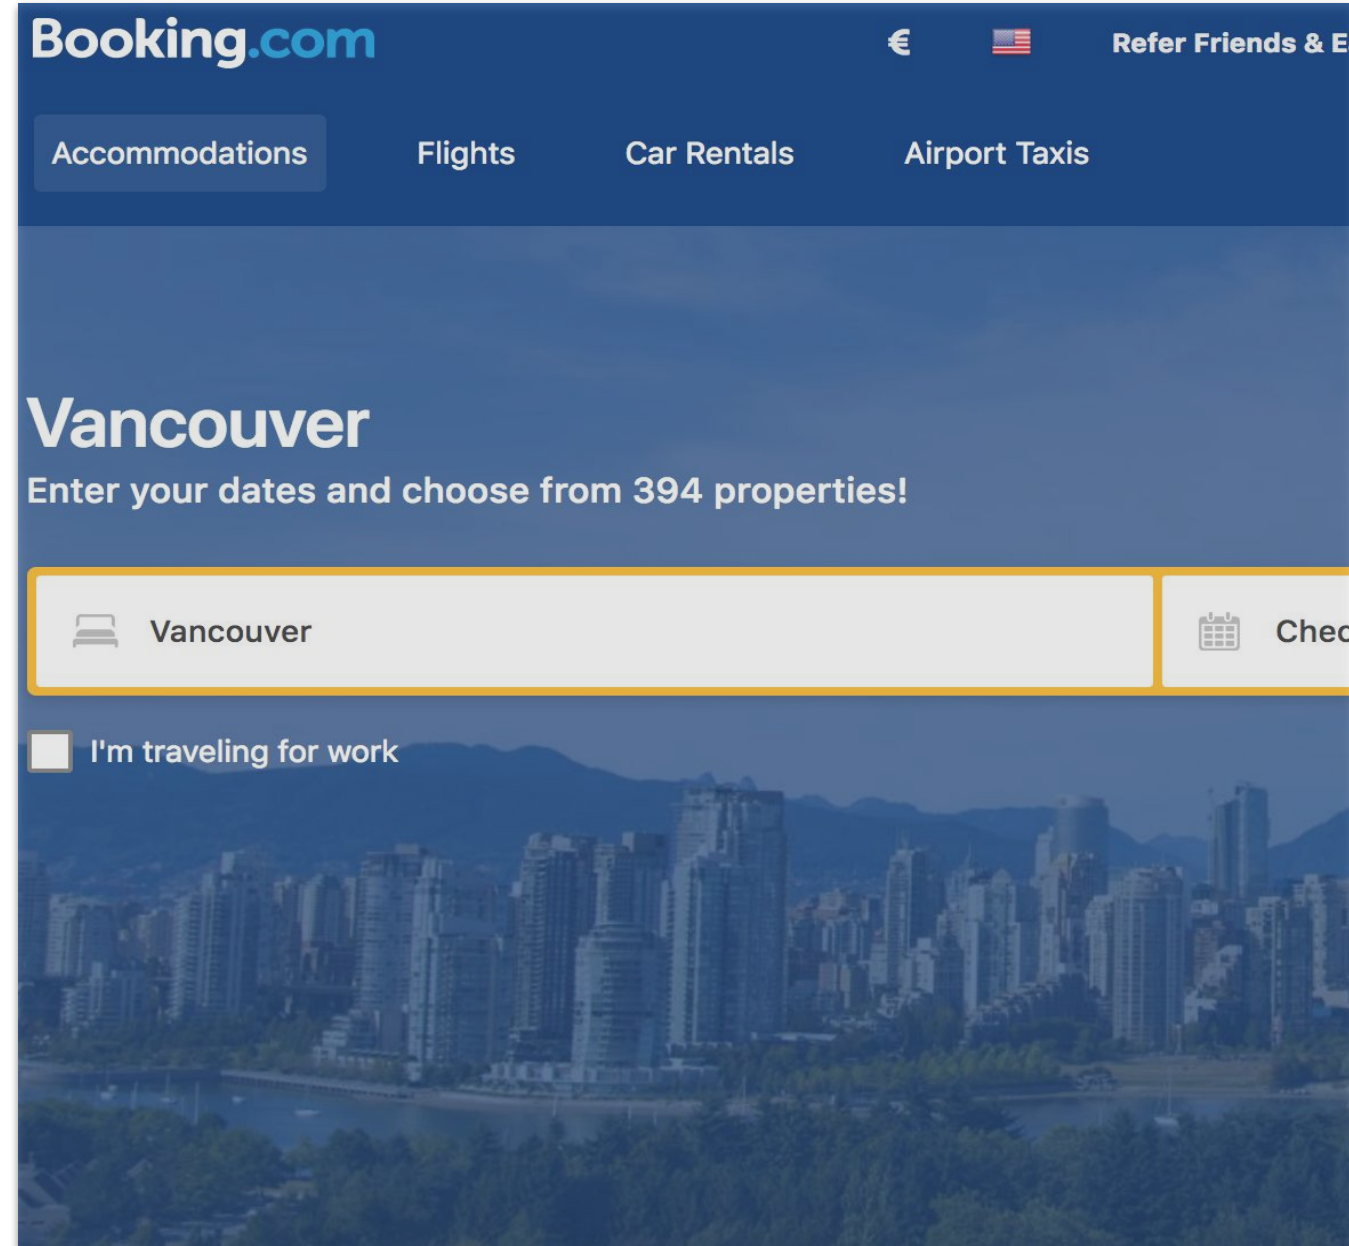 Booking.com
€
Refer Friends &
Accommodations
Flights
Car Rentals
Airport Taxis
Vancouver
Enter your dates and choose from 394 properties!
Vancouver
I'm traveling for work